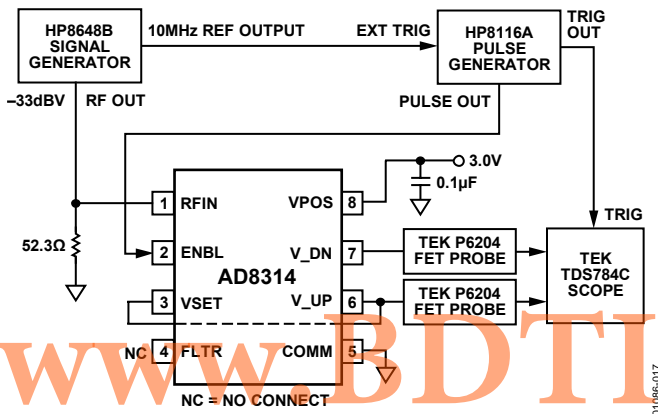 HP8648B
SIGNAL
GENERATOR
10MHz REF OUTPUT
EXT TRIG
HP8116A
PULSE
GENERATOR
TRIG
OUT
–33dBV
RF OUT
PULSE OUT
3.0V
0.1µF
52.3Ω
1 RFIN
VPOS 8
2 ENBL
V_DN 7
AD8314
3 VSET
V_UP 6
NC 4 FLTR
COMM 5
TEK P6204
FET PROBE
TEK P6204
FET PROBE
TRIG
TEK
TDS784C
SCOPE
NC = NO CONNECT
www.BDTI
01086-017